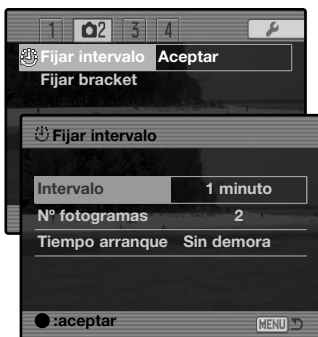 1 2 3 4
Fijar intervalo Aceptar
Fijar bracket
Fijar intervalo
Intervalo 1 minuto
Nº fotogramas 2
Tiempo arranque Sin demora
:aceptar MENU